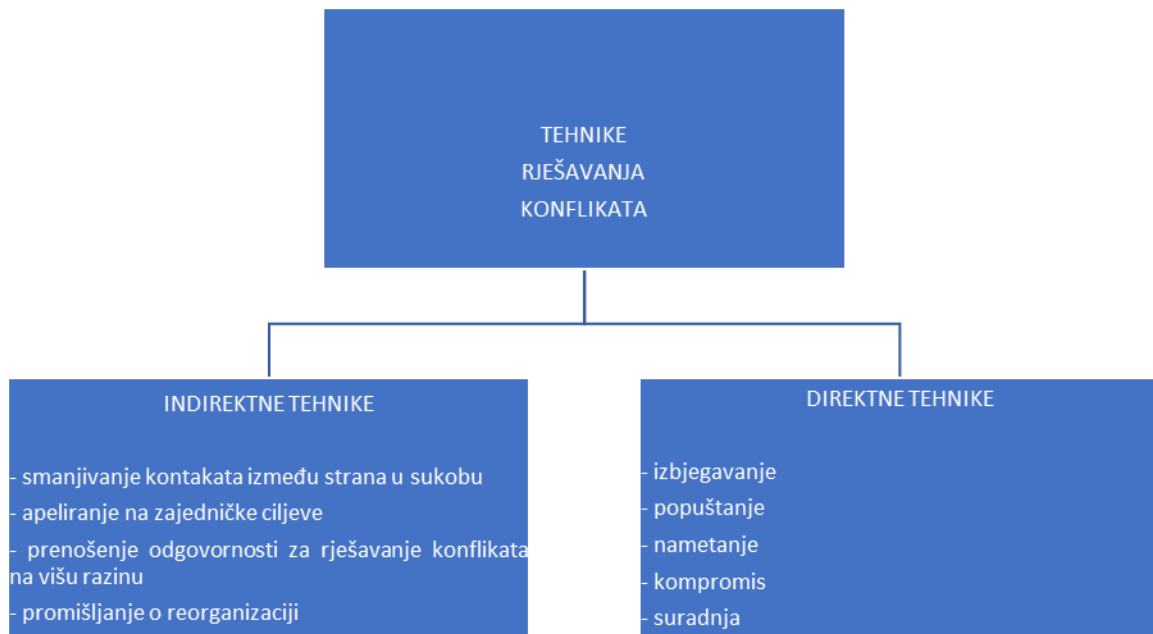 TEHNIKE
RJEŠAVANJA
KONFLIKATA
INDIREKTNE TEHNIKE
- smanjivanje kontakata između strana u sukobu
- apeliranje na zajedničke ciljeve
- prenošenje odgovornosti za rješavanje konflikata
na višu razinu
- promišljanje o reorganizaciji
DIREKTNE TEHNIKE
- izbjegavanje
- popuštanje
- nametanje
- kompromis
- suradnja